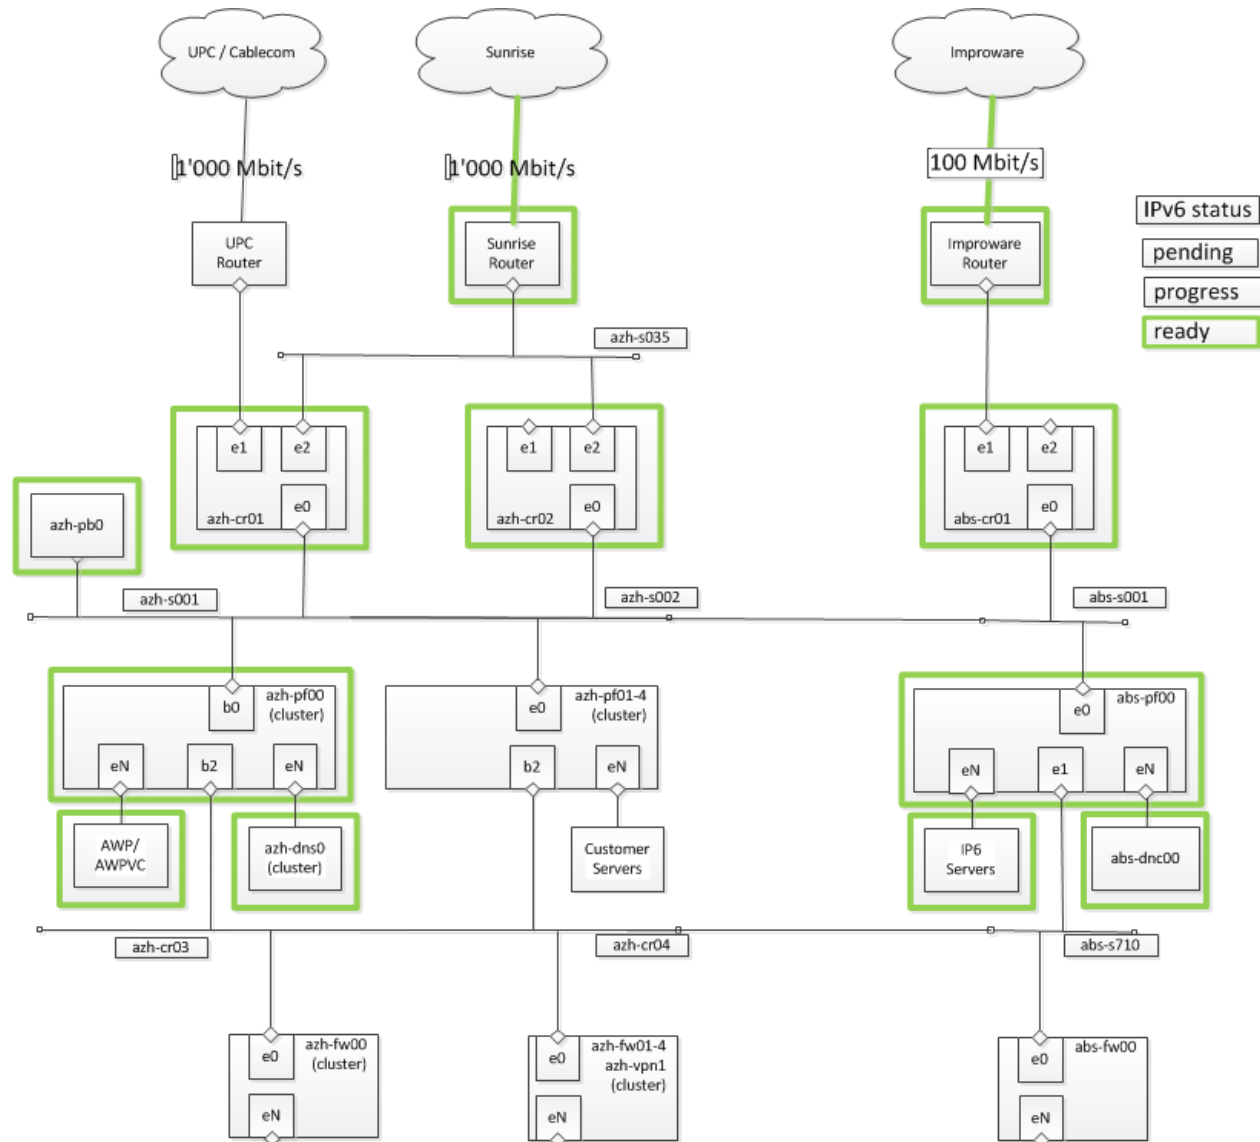 UPC / Cablecom
Sunrise
Improware
1'000 Mbit/s
1'000 Mbit/s
100 Mbit/s
IPv6 status
pending
progress
ready
UPC
Router
Sunrise
Router
Improware
Router
azh-s035
e1
e2
e0
azh-cr01
e1
e2
e0
azh-cr02
e1
e2
e0
abs-cr01
azh-pb0
azh-s001
azh-s002
abs-s001
b0
azh-pf00
(cluster)
eN
b2
eN
e0
azh-pf01-4
(cluster)
b2
eN
e0
abs-pf00
eN
e1
eN
AWP/
AWPVC
azh-dns0
(cluster)
Customer
Servers
IP6
Servers
abs-dnc00
azh-cr03
azh-cr04
abs-s710
e0
azh-fw00
(cluster)
eN
e0
azh-fw01-4
azh-vpn1
(cluster)
eN
e0
abs-fw00
eN